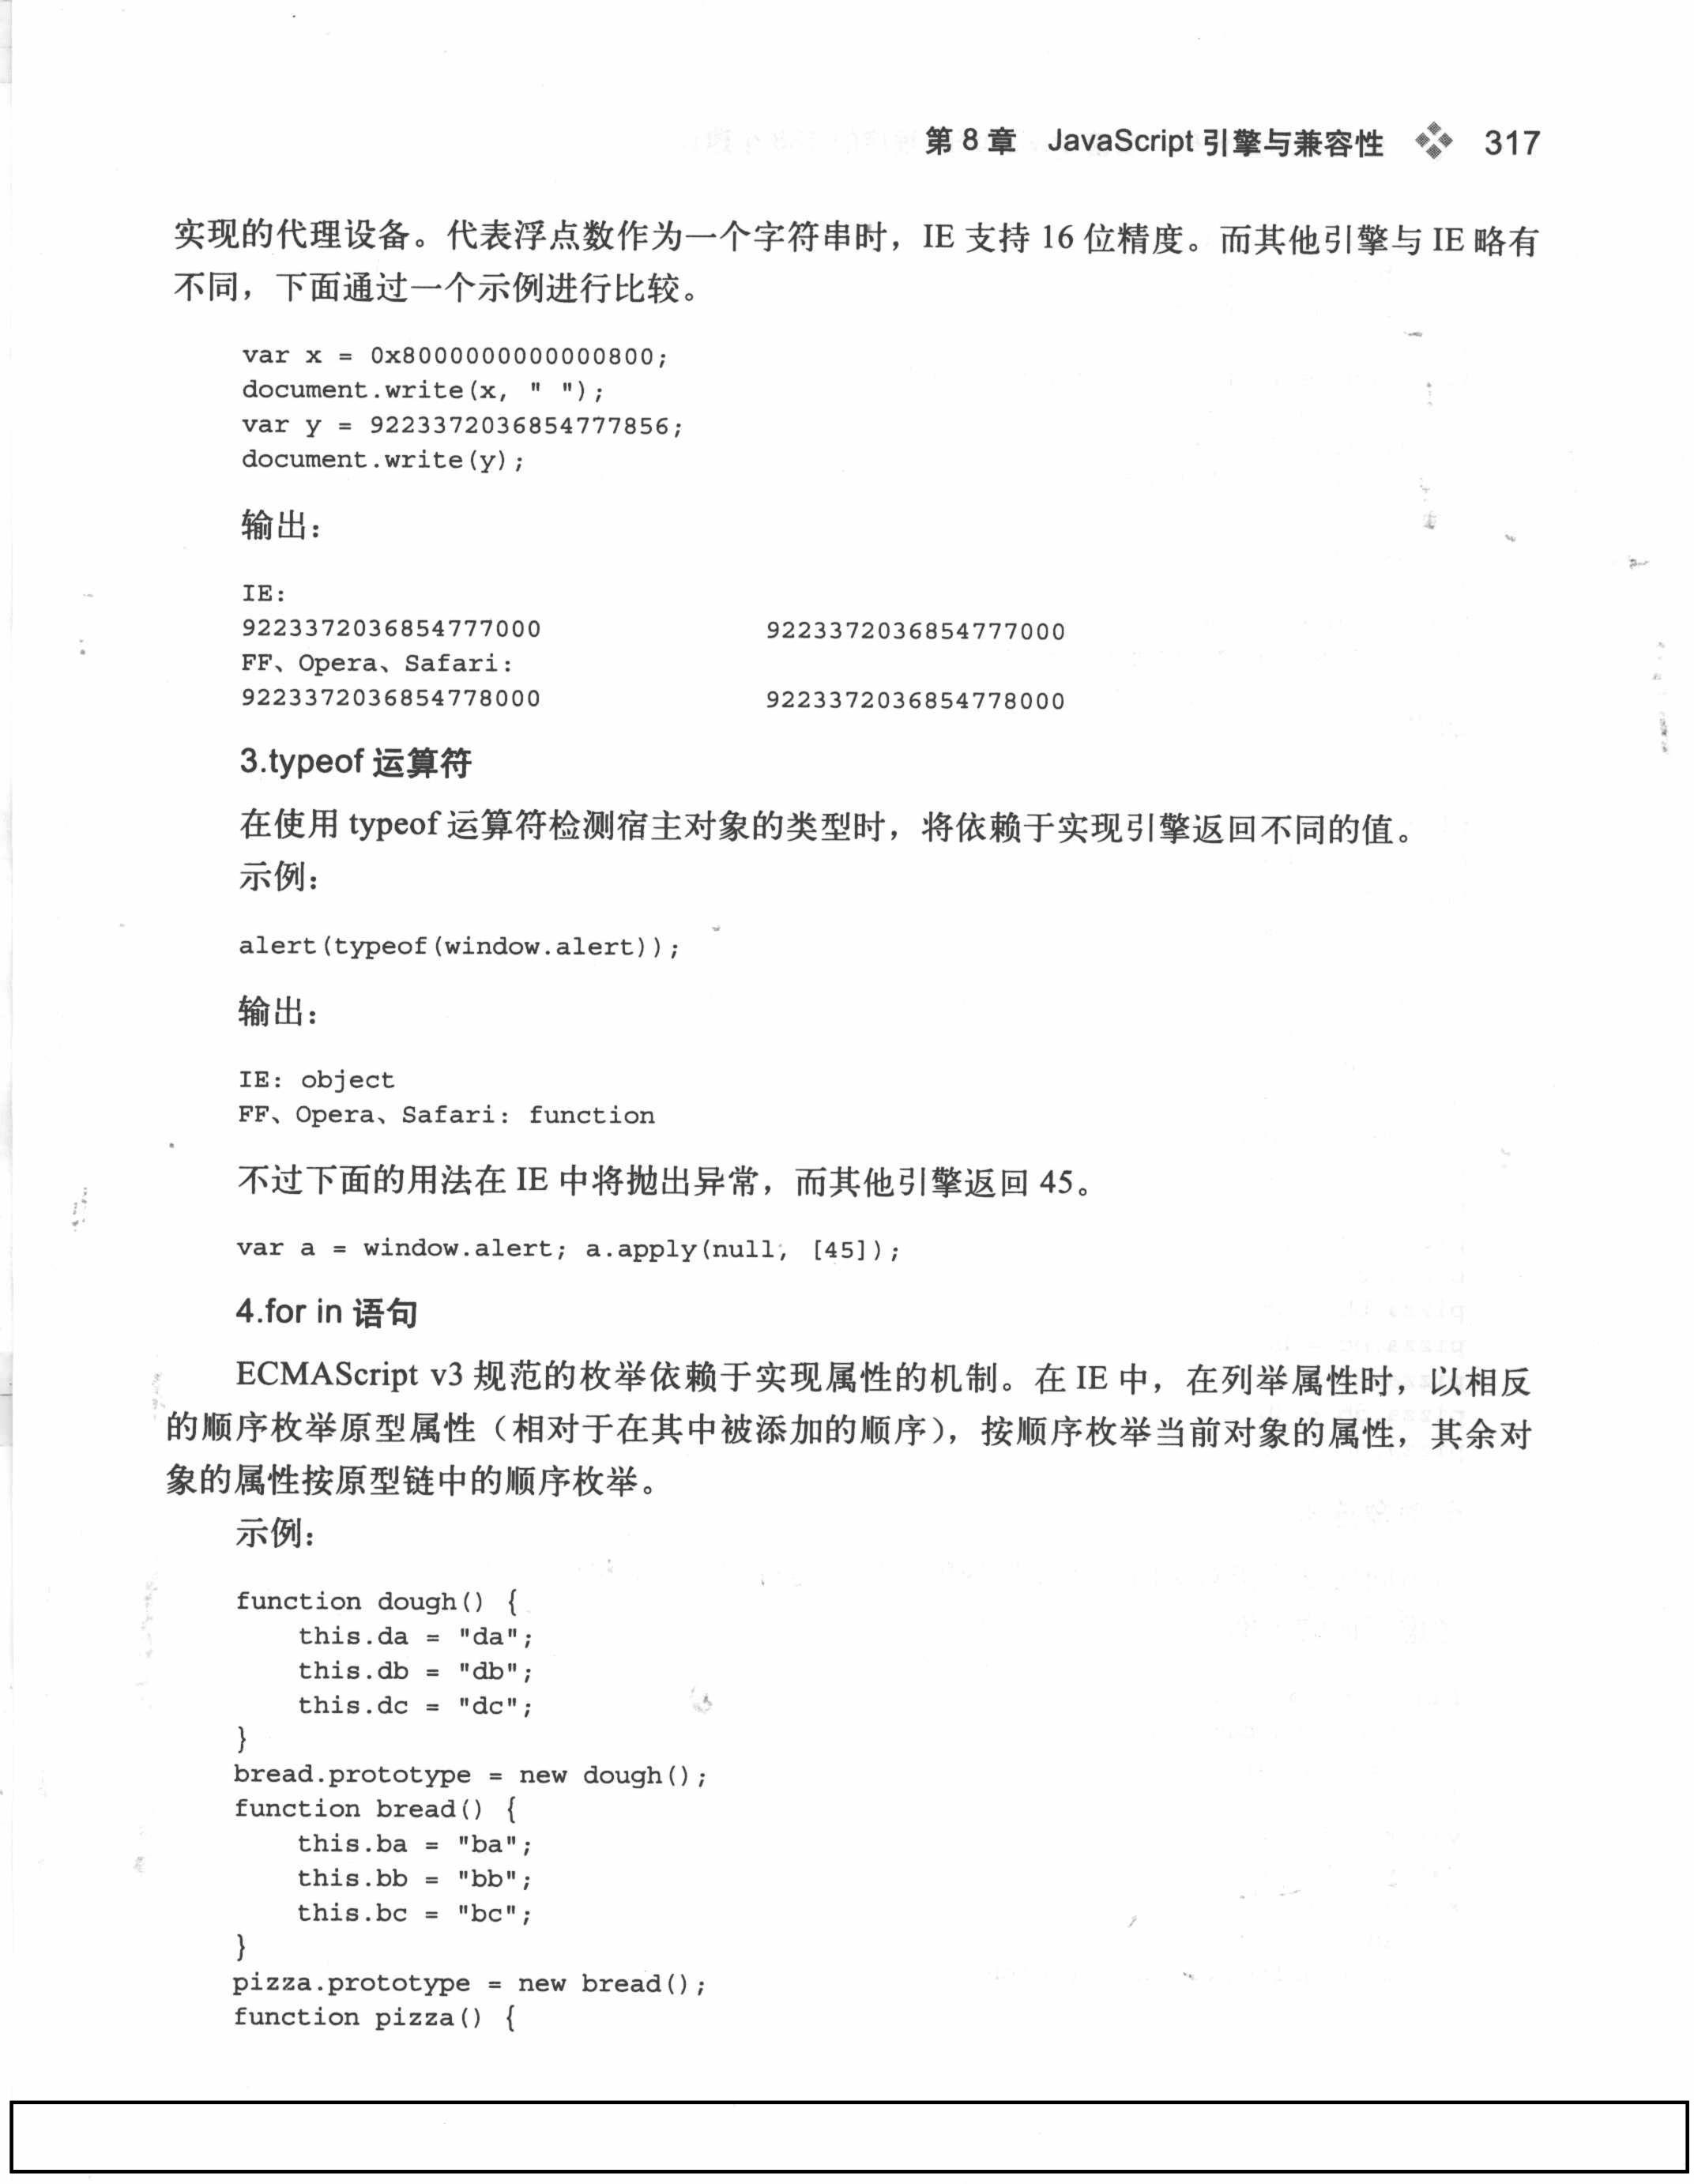 第 8 章 JavaScript 引擎与兼容性 317
实现的代理设备。代表浮点数作为一个字符串时，IE 支持 16 位精度。而其他引擎与 IE 略有
不同，下面通过一个示例进行比较。
var x = 0x8000000000000800;
document.write(x, " ");
var y = 9223372036854777856;
document.write(y);
输出：
IE:
9223372036854777000 9223372036854777000
FF、Opera、Safari:
9223372036854778000 9223372036854778000
3.typeof 运算符
在使用 typeof 运算符检测宿主对象的类型时，将依赖于实现引擎返回不同的值。
示例：
alert(typeof(window.alert));
输出：
IE: object
FF、Opera、Safari: function
不过下面的用法在 IE 中将抛出异常，而其他引擎返回 45。
var a = window.alert; a.apply(null, [45]);
4.for in 语句
ECMAScript v3 规范的枚举依赖于实现属性的机制。在 IE 中，在列举属性时，以相反
的顺序枚举原型属性（相对于在其中被添加的顺序），按顺序枚举当前对象的属性，其余对
象的属性按原型链中的顺序枚举。
示例：
function dough() {
    this.da = "da";
    this.db = "db";
    this.dc = "dc";
}
bread.prototype = new dough();
function bread() {
    this.ba = "ba";
    this.bb = "bb";
    this.bc = "bc";
}
pizza.prototype = new bread();
function pizza() {